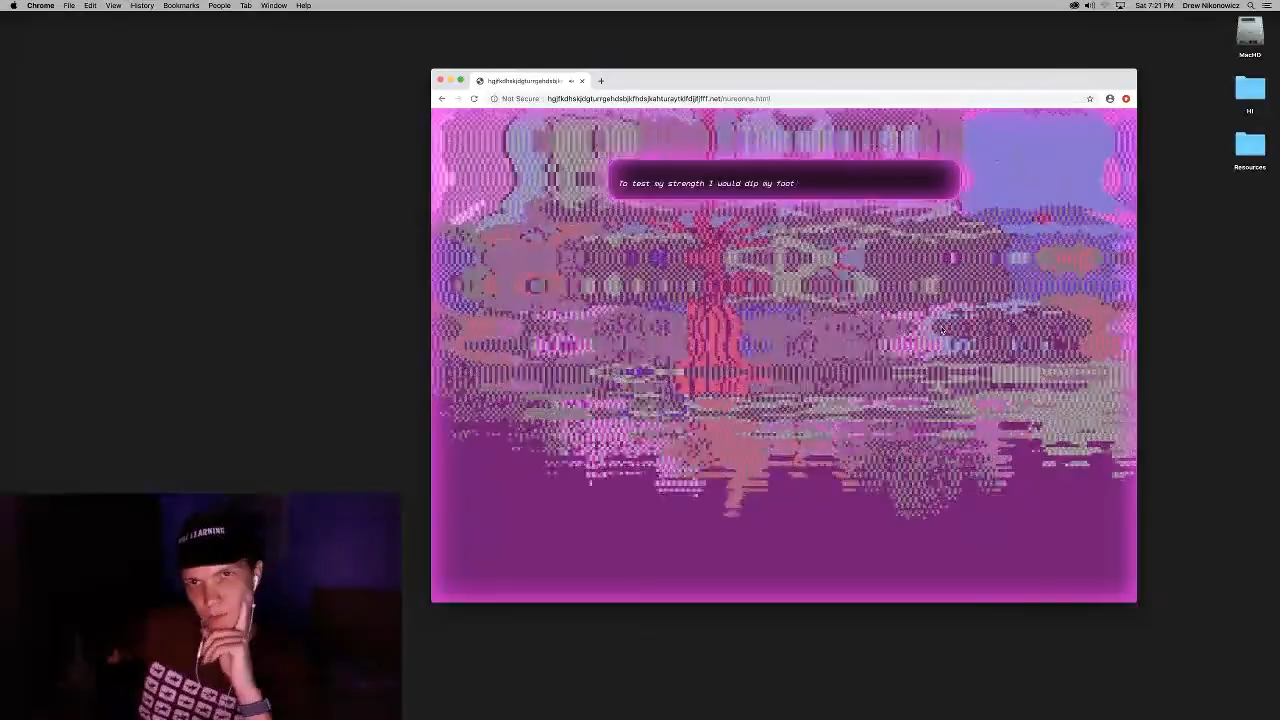 Chrome File Edit View History Bookmarks People Tab Window Help
Sat 7:21 PM Drew Nikonowicz
MacHD
HI
Resources
Not Secure
To test my strength I would dip my foot
LEARNING